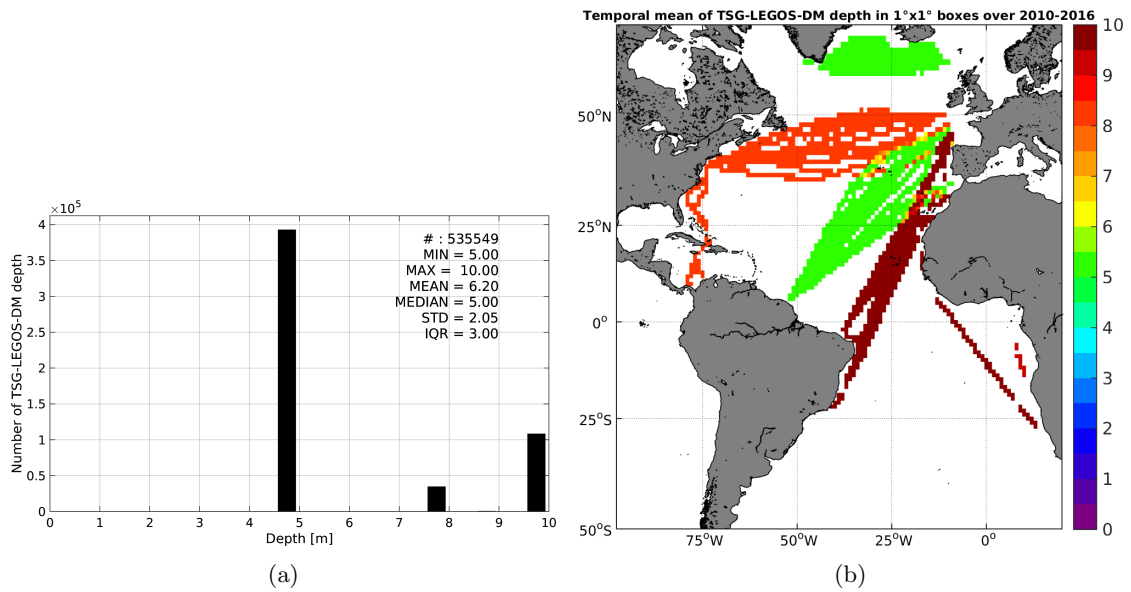 ×10⁵
4
3.5
3
2.5
2
1.5
1
0.5
0
0 1 2 3 4 5 6 7 8 9 10
Number of TSG-LEGOS-DM depth
Depth [m]
# : 535549
MIN = 5.00
MAX = 10.00
MEAN = 6.20
MEDIAN = 5.00
STD = 2.05
IQR = 3.00
(a)
Temporal mean of TSG-LEGOS-DM depth in 1°x1° boxes over 2010-2016
50°N
25°N
0°
25°S
50°S
75°W 50°W 25°W 0°
10
9
8
7
6
5
4
3
2
1
0
(b)